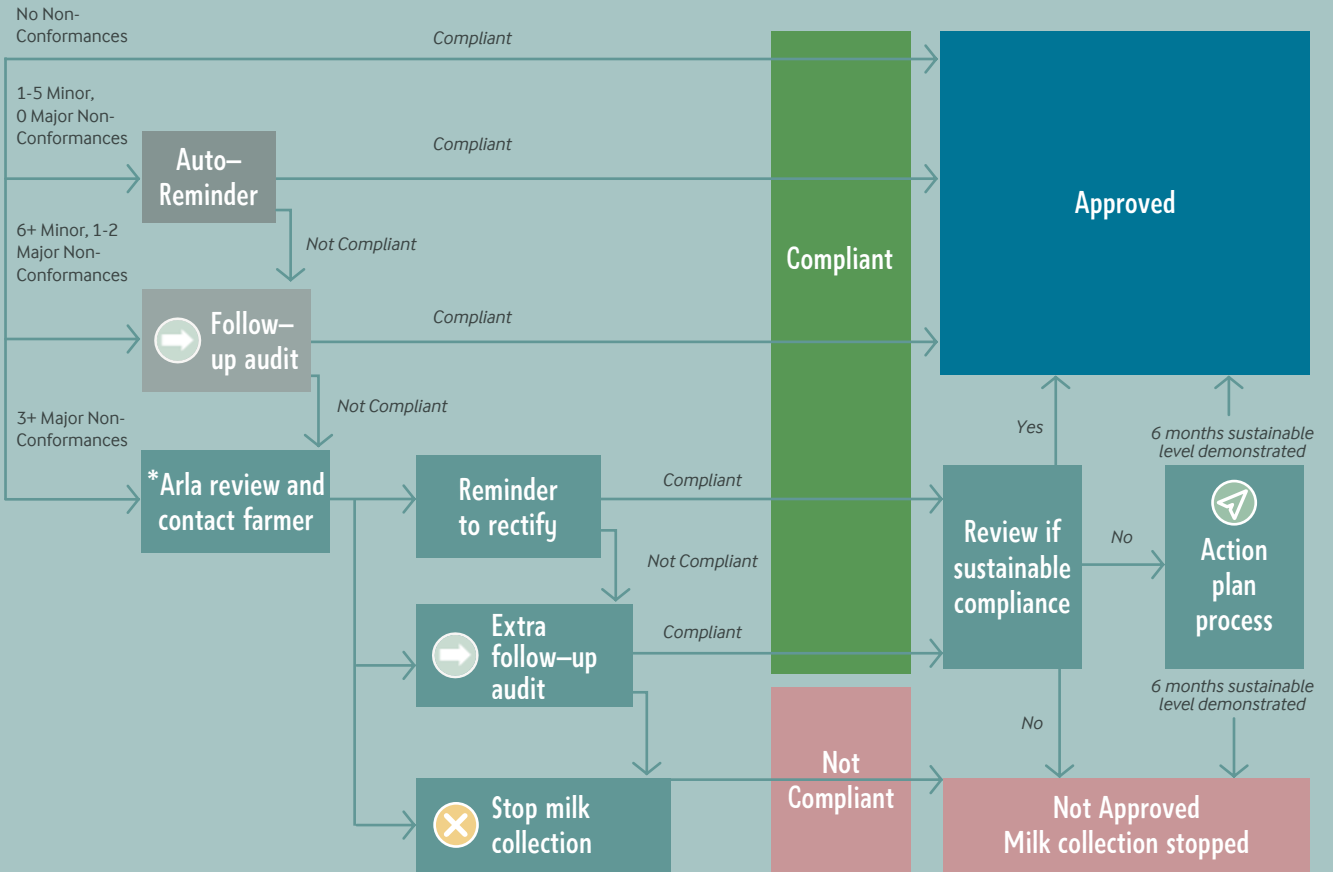 No Non-
Conformances
Compliant
1-5 Minor,
0 Major Non-
Conformances
Auto–
Reminder
Compliant
Not Compliant
6+ Minor, 1-2
Major Non-
Conformances
Follow–
up audit
Compliant
Not Compliant
3+ Major Non-
Conformances
*Arla review and
contact farmer
Reminder
to rectify
Compliant
Not Compliant
Extra
follow–up
audit
Compliant
Stop milk
collection
Compliant
Not
Compliant
Approved
Yes
6 months sustainable
level demonstrated
Review if
sustainable
compliance
No
Action
plan
process
No
6 months sustainable
level demonstrated
Not Approved
Milk collection stopped